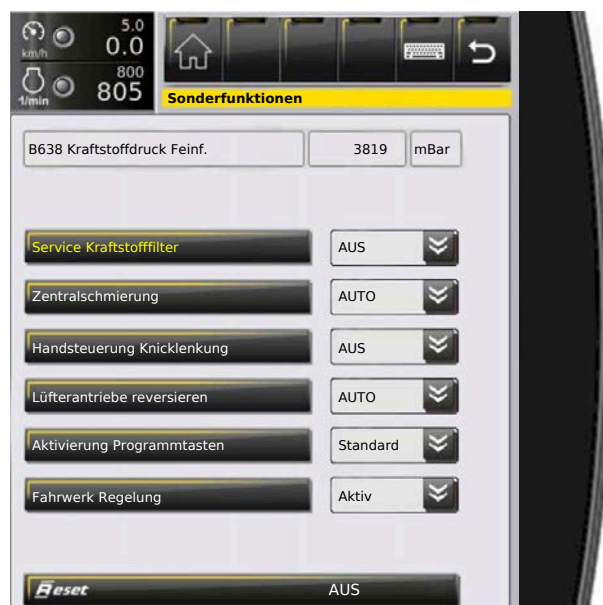 5.0
km/h 0.0
800
1/min 805
Sonderfunktionen
B638 Kraftstoffdruck Feinf. 3819 mBar
Service Kraftstofffilter AUS
Zentralschmierung AUTO
Handsteuerung Knicklenkung AUS
Lüfterantriebe reversieren AUTO
Aktivierung Programmtasten Standard
Fahrwerk Regelung Aktiv
Reset AUS